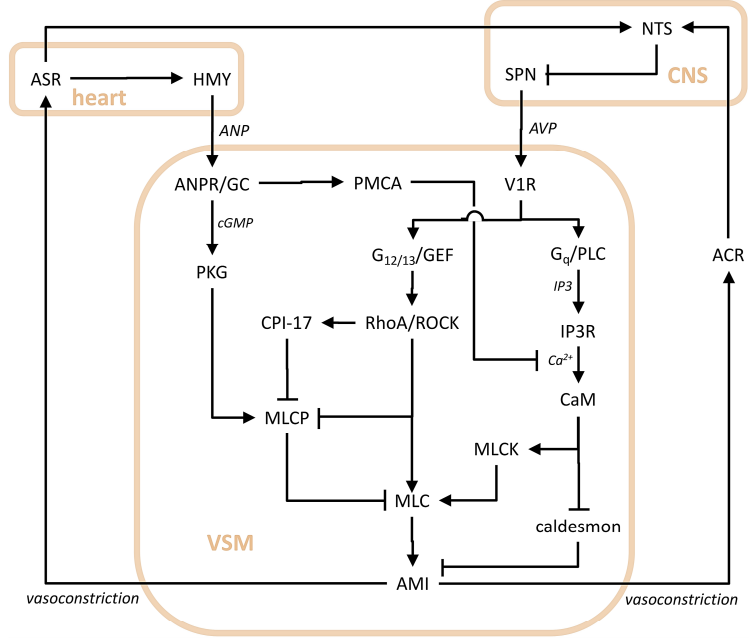 NTS
ASR
HMY
SPN
CNS
heart
ANP
AVP
ANPR/GC
PMCA
V1R
cGMP
G12/13/GEF
Gq/PLC
ACR
PKG
IP3
CPI-17
RhoA/ROCK
IP3R
Ca2+
CaM
MLCP
MLCK
MLC
caldesmon
VSM
AMI
vasoconstriction
vasoconstriction